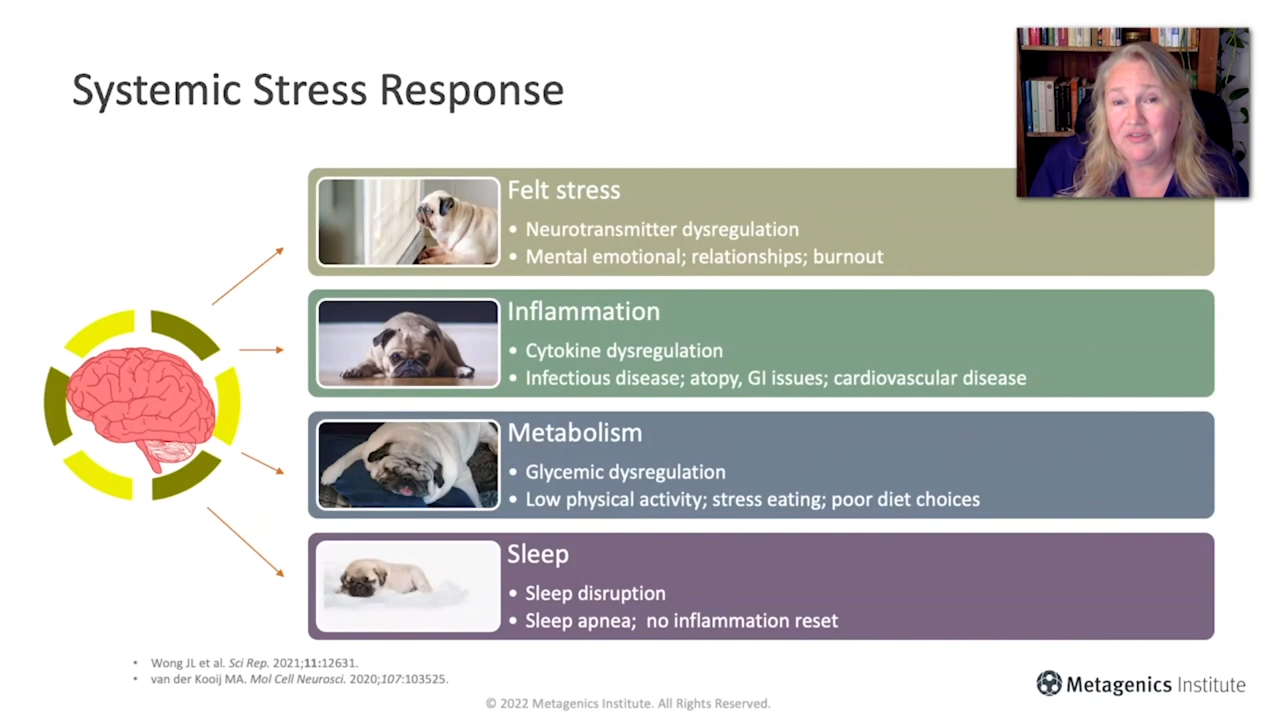 Systemic Stress Response
Felt stress
• Neurotransmitter dysregulation
• Mental emotional; relationships; burnout
Inflammation
• Cytokine dysregulation
• Infectious disease; atopy, GI issues; cardiovascular disease
Metabolism
• Glycemic dysregulation
• Low physical activity; stress eating; poor diet choices
Sleep
• Sleep disruption
• Sleep apnea; no inflammation reset
• Wong JL et al. Sci Rep. 2021;11:12631.
• van der Kooij MA. Mol Cell Neurosci. 2020;107:103525.
© 2022 Metagenics Institute. All Rights Reserved.
Metagenics Institute